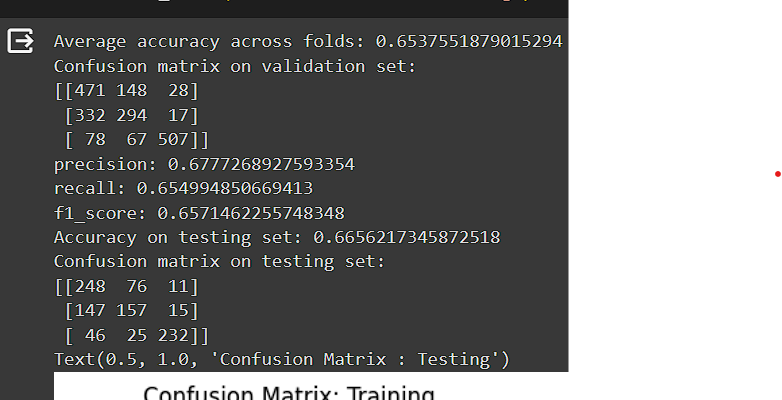 Average accuracy across folds: 0.6537551879015294
Confusion matrix on validation set:
[[471 148  28]
 [332 294  17]
 [ 78  67 507]]
precision: 0.6777268927593354
recall: 0.654994850669413
f1_score: 0.6571462255748348
Accuracy on testing set: 0.6656217345872518
Confusion matrix on testing set:
[[248  76  11]
 [147 157  15]
 [ 46  25 232]]
Text(0.5, 1.0, 'Confusion Matrix : Testing')
Confusion Matrix: Training